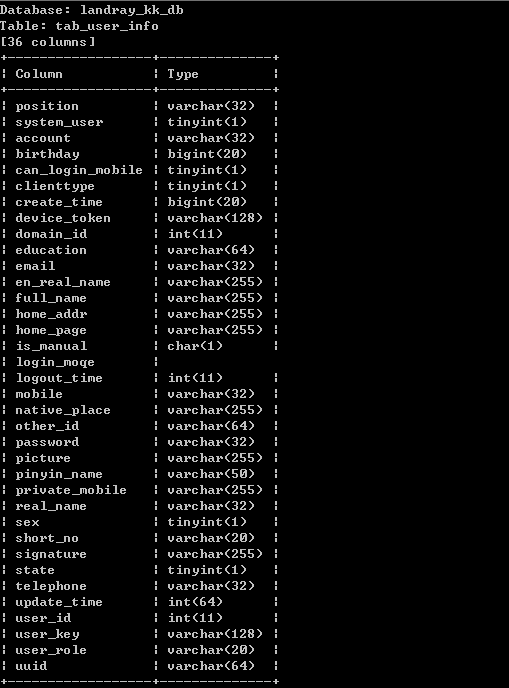 Database: landray_kk_db
Table: tab_user_info
[36 columns]
+------------------+--------------+
¦ Column           ¦ Type         ¦
+------------------+--------------+
¦ position         ¦ varchar(32)  ¦
¦ system_user      ¦ tinyint(1)   ¦
¦ account          ¦ varchar(32)  ¦
¦ birthday         ¦ bigint(20)   ¦
¦ can_login_mobile ¦ tinyint(1)   ¦
¦ clienttype       ¦ tinyint(1)   ¦
¦ create_time      ¦ bigint(20)   ¦
¦ device_token     ¦ varchar(128) ¦
¦ domain_id        ¦ int(11)      ¦
¦ education        ¦ varchar(64)  ¦
¦ email            ¦ varchar(32)  ¦
¦ en_real_name     ¦ varchar(255) ¦
¦ full_name        ¦ varchar(255) ¦
¦ home_addr        ¦ varchar(255) ¦
¦ home_page        ¦ varchar(255) ¦
¦ is_manual        ¦ char(1)      ¦
¦ login_moqe       ¦
¦ logout_time      ¦ int(11)      ¦
¦ mobile           ¦ varchar(32)  ¦
¦ native_place     ¦ varchar(255) ¦
¦ other_id         ¦ varchar(64)  ¦
¦ password         ¦ varchar(32)  ¦
¦ picture          ¦ varchar(255) ¦
¦ pinyin_name      ¦ varchar(50)  ¦
¦ private_mobile   ¦ varchar(255) ¦
¦ real_name        ¦ varchar(32)  ¦
¦ sex              ¦ tinyint(1)   ¦
¦ short_no         ¦ varchar(20)  ¦
¦ signature        ¦ varchar(255) ¦
¦ state            ¦ tinyint(1)   ¦
¦ telephone        ¦ varchar(32)  ¦
¦ update_time      ¦ int(64)      ¦
¦ user_id          ¦ int(11)      ¦
¦ user_key         ¦ varchar(128) ¦
¦ user_role        ¦ varchar(20)  ¦
¦ uuid             ¦ varchar(64)  ¦
+------------------+--------------+